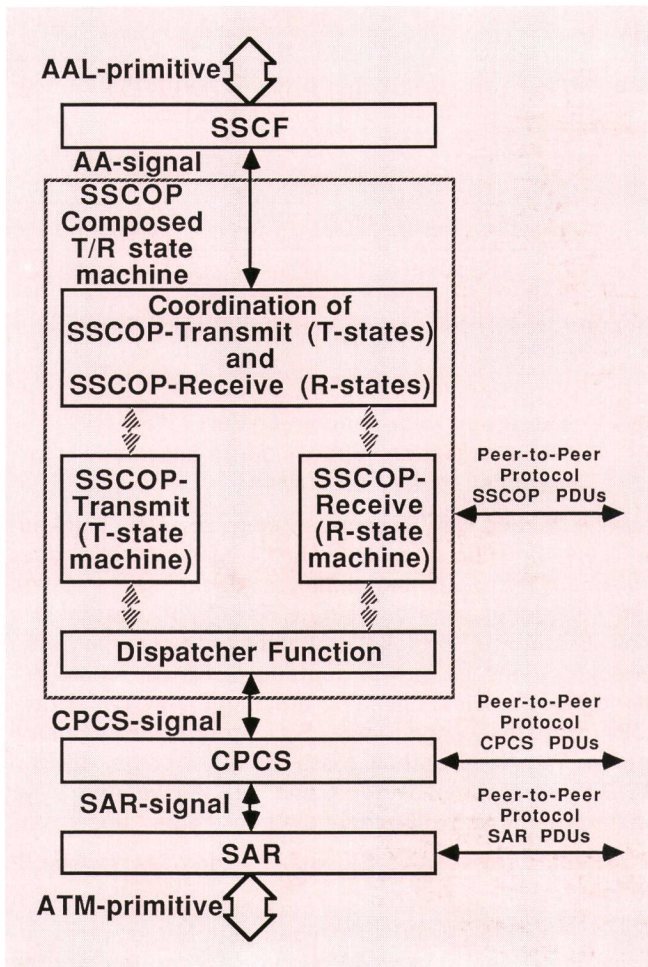 AAL-primitive
SSCF
AA-signal
SSCOP
Composed
T/R state
machine
Coordination of
SSCOP-Transmit (T-states)
and
SSCOP-Receive (R-states)
SSCOP-
Transmit
(T-state
machine)
SSCOP-
Receive
(R-state
machine)
Peer-to-Peer
Protocol
SSCOP PDUs
Dispatcher Function
CPCS-signal
Peer-to-Peer
Protocol
CPCS PDUs
CPCS
SAR-signal
Peer-to-Peer
Protocol
SAR PDUs
SAR
ATM-primitive